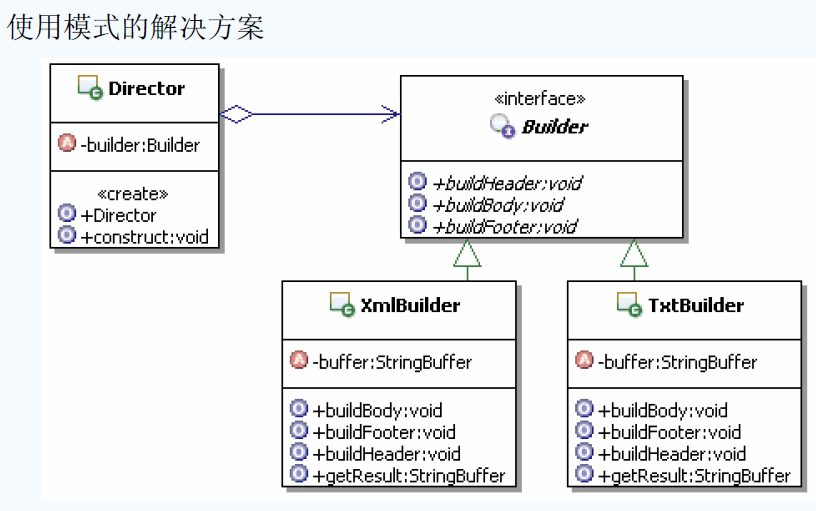 使用模式的解决方案
Director
-builder:Builder
«create»
+Director
+construct:void
«interface»
Builder
+buildHeader:void
+buildBody:void
+buildFooter:void
XmlBuilder
-buffer:StringBuffer
+buildBody:void
+buildFooter:void
+buildHeader:void
+getResult:StringBuffer
TxtBuilder
-buffer:StringBuffer
+buildBody:void
+buildFooter:void
+buildHeader:void
+getResult:StringBuffer